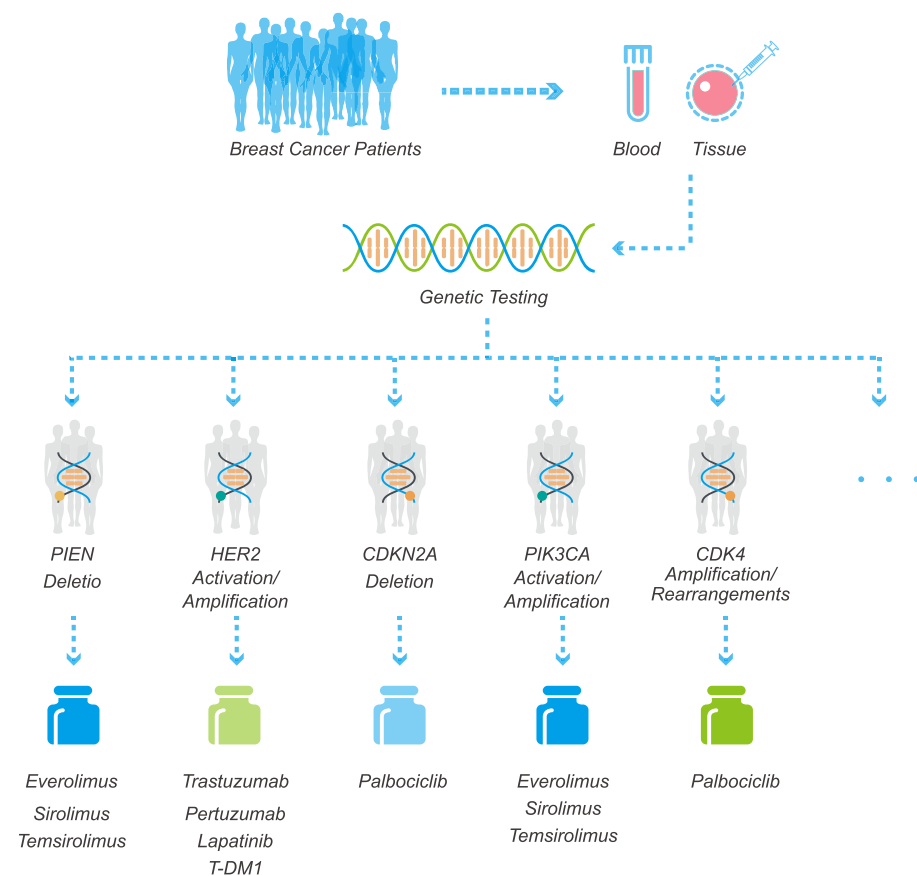 Breast Cancer Patients
Blood
Tissue
Genetic Testing
PIEN
Deletio
HER2
Activation/
Amplification
CDKN2A
Deletion
PIK3CA
Activation/
Amplification
CDK4
Amplification/
Rearrangements
Everolimus
Sirolimus
Temsirolimus
Trastuzumab
Pertuzumab
Lapatinib
T-DM1
Palbociclib
Everolimus
Sirolimus
Temsirolimus
Palbociclib